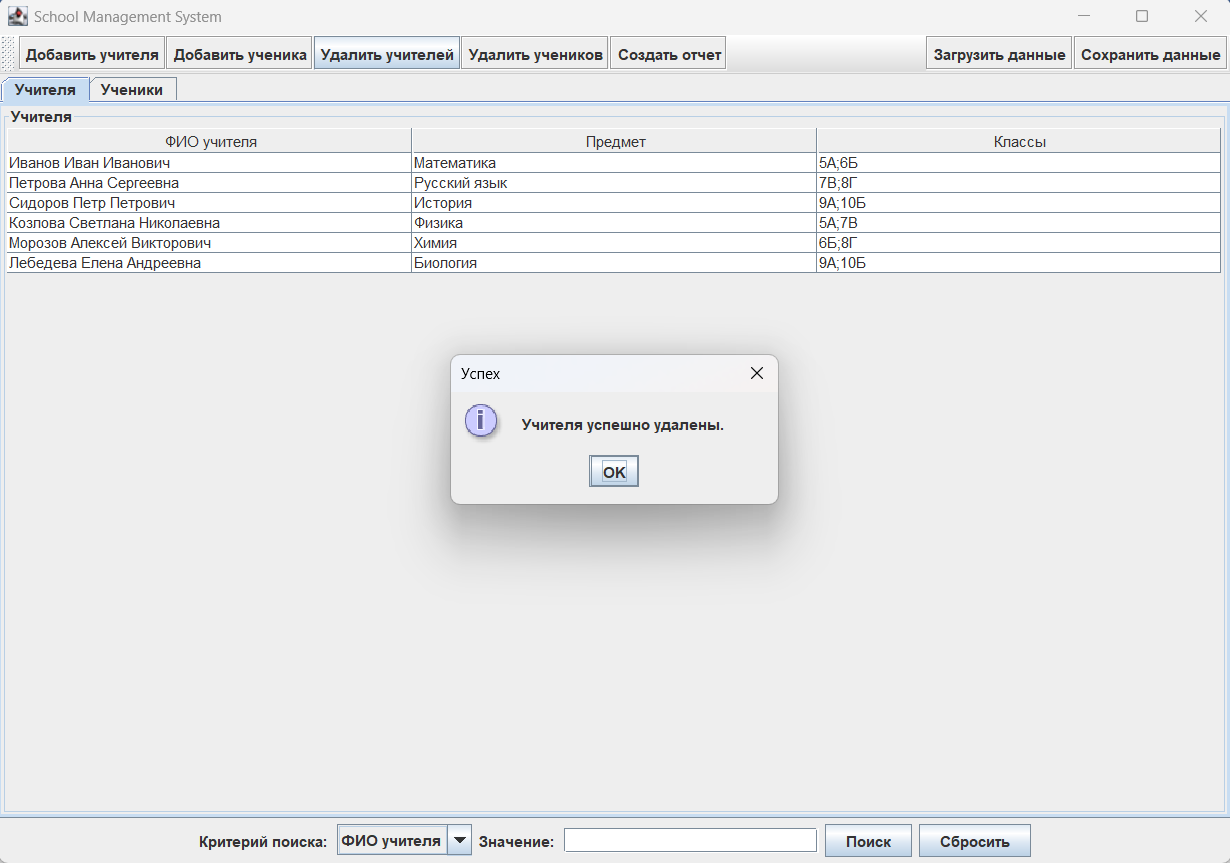 School Management System
Добавить учителя Добавить ученика Удалить учителей Удалить учеников Создать отчет Загрузить данные Сохранить данные
Учителя Ученики
Учителя
ФИО учителя Предмет Классы
Иванов Иван Иванович Математика 5А;6Б
Петрова Анна Сергеевна Русский язык 7В;8Г
Сидоров Петр Петрович История 9А;10Б
Козлова Светлана Николаевна Физика 5А;7В
Морозов Алексей Викторович Химия 6Б;8Г
Лебедева Елена Андреевна Биология 9А;10Б
Успех
Учителя успешно удалены.
OK
Критерий поиска: ФИО учителя Значение: Поиск Сбросить